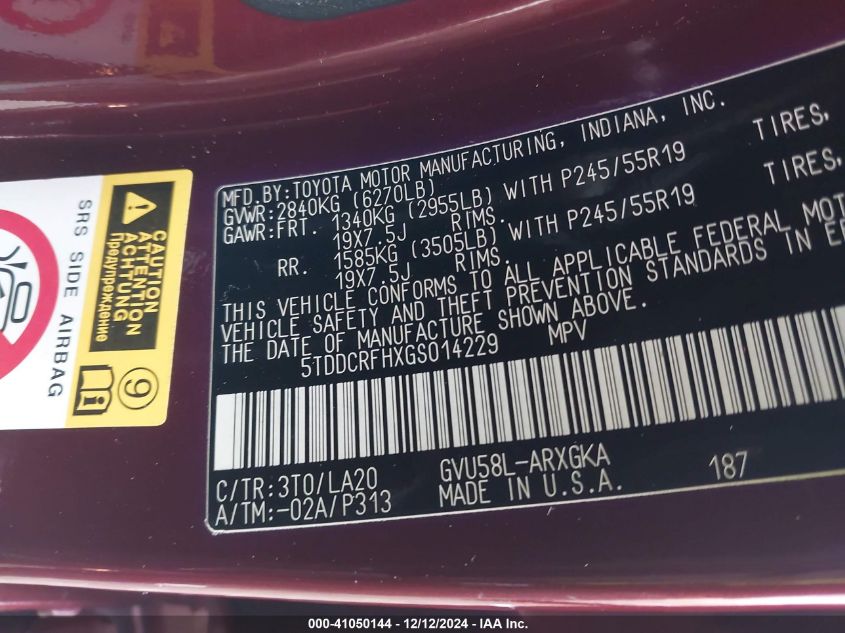 MFD.BY:TOYOTA MOTOR MANUFACTURING, INDIANA, INC.
GVWR:2840KG (6270LB)
GAWR:FRT. 1340KG (2955LB) WITH P245/55R19 TIRES,
19X7.5J RIMS.
RR. 1585KG (3505LB) WITH P245/55R19 TIRES,
19X7.5J RIMS.
THIS VEHICLE CONFORMS TO ALL APPLICABLE FEDERAL
VEHICLE SAFETY AND THEFT PREVENTION STANDARDS IN
THE DATE OF MANUFACTURE SHOWN ABOVE.
5TDDCRFHXGS014229 MPV
C/TR:3T0/LA20 GVU58L-ARXGKA 187
A/TM:-02A/P313 MADE IN U.S.A.
SRS SIDE AIRBAG
CAUTION
ATTENTION
ACHTUNG
Предупреждение
9
000-41050144 - 12/12/2024 - IAA Inc.